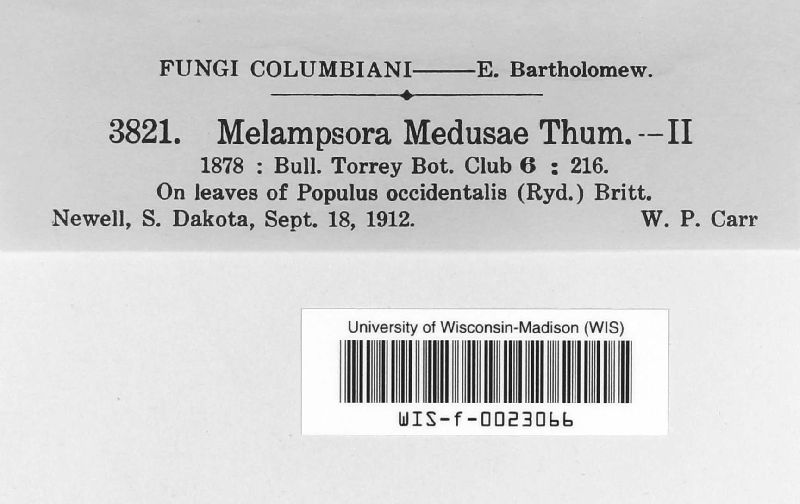 FUNGI COLUMBIANI——E. Bartholomew.
3821. Melampsora Medusae Thum.--II
1878 : Bull. Torrey Bot. Club 6 : 216.
On leaves of Populus occidentalis (Ryd.) Britt.
Newell, S. Dakota, Sept. 18, 1912. W. P. Carr
University of Wisconsin-Madison (WIS)
WIS-f-0023066